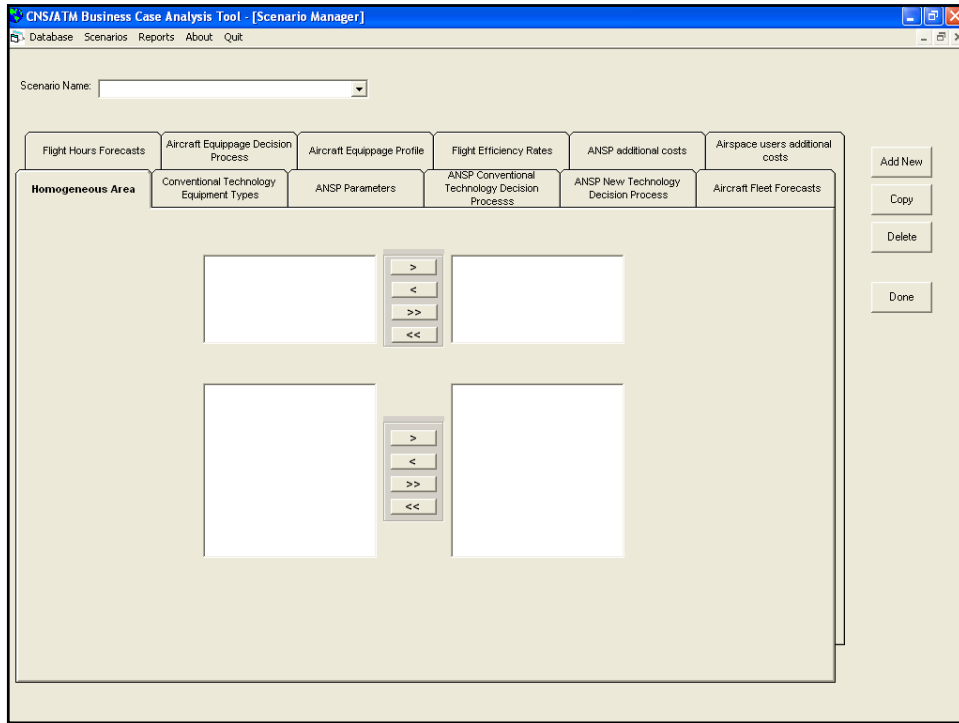 CNS/ATM Business Case Analysis Tool - [Scenario Manager]
Database Scenarios Reports About Quit
Scenario Name:
Flight Hours Forecasts
Aircraft Equippage Decision
Process
Aircraft Equippage Profile
Flight Efficiency Rates
ANSP additional costs
Airspace users additional
costs
Homogeneous Area
Conventional Technology
Equipment Types
ANSP Parameters
ANSP Conventional
Technology Decision
Processs
ANSP New Technology
Decision Process
Aircraft Fleet Forecasts
Add New
Copy
Delete
Done
>
<
>>
<<
>
<
>>
<<